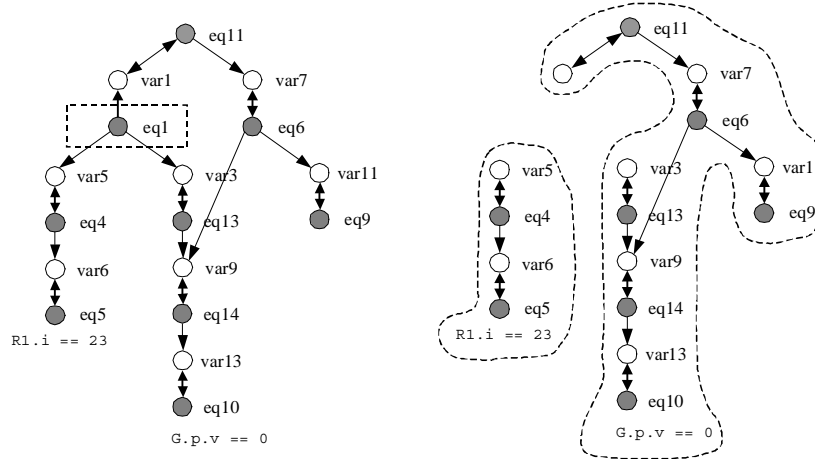 eq11
var1
var7
eq1
eq6
var5
var3
var11
eq4
eq13
eq9
var6
var9
eq5
eq14
R1.i == 23
var13
eq10
G.p.v == 0
eq11
var7
eq6
var5
var3
var1
eq4
eq13
eq9
var6
var9
eq5
eq14
R1.i == 23
var13
eq10
G.p.v == 0